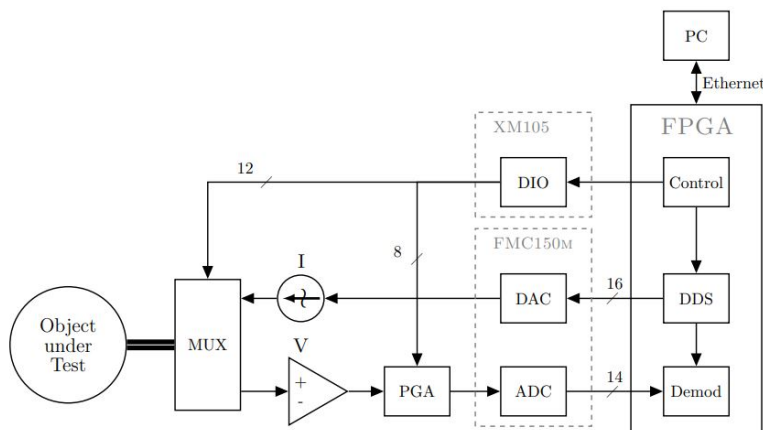 PC
Ethernet
XM105
FPGA
12
DIO
Control
8
FMC150M
I
16
DAC
DDS
Object
under
Test
MUX
V
+
-
PGA
ADC
14
Demod